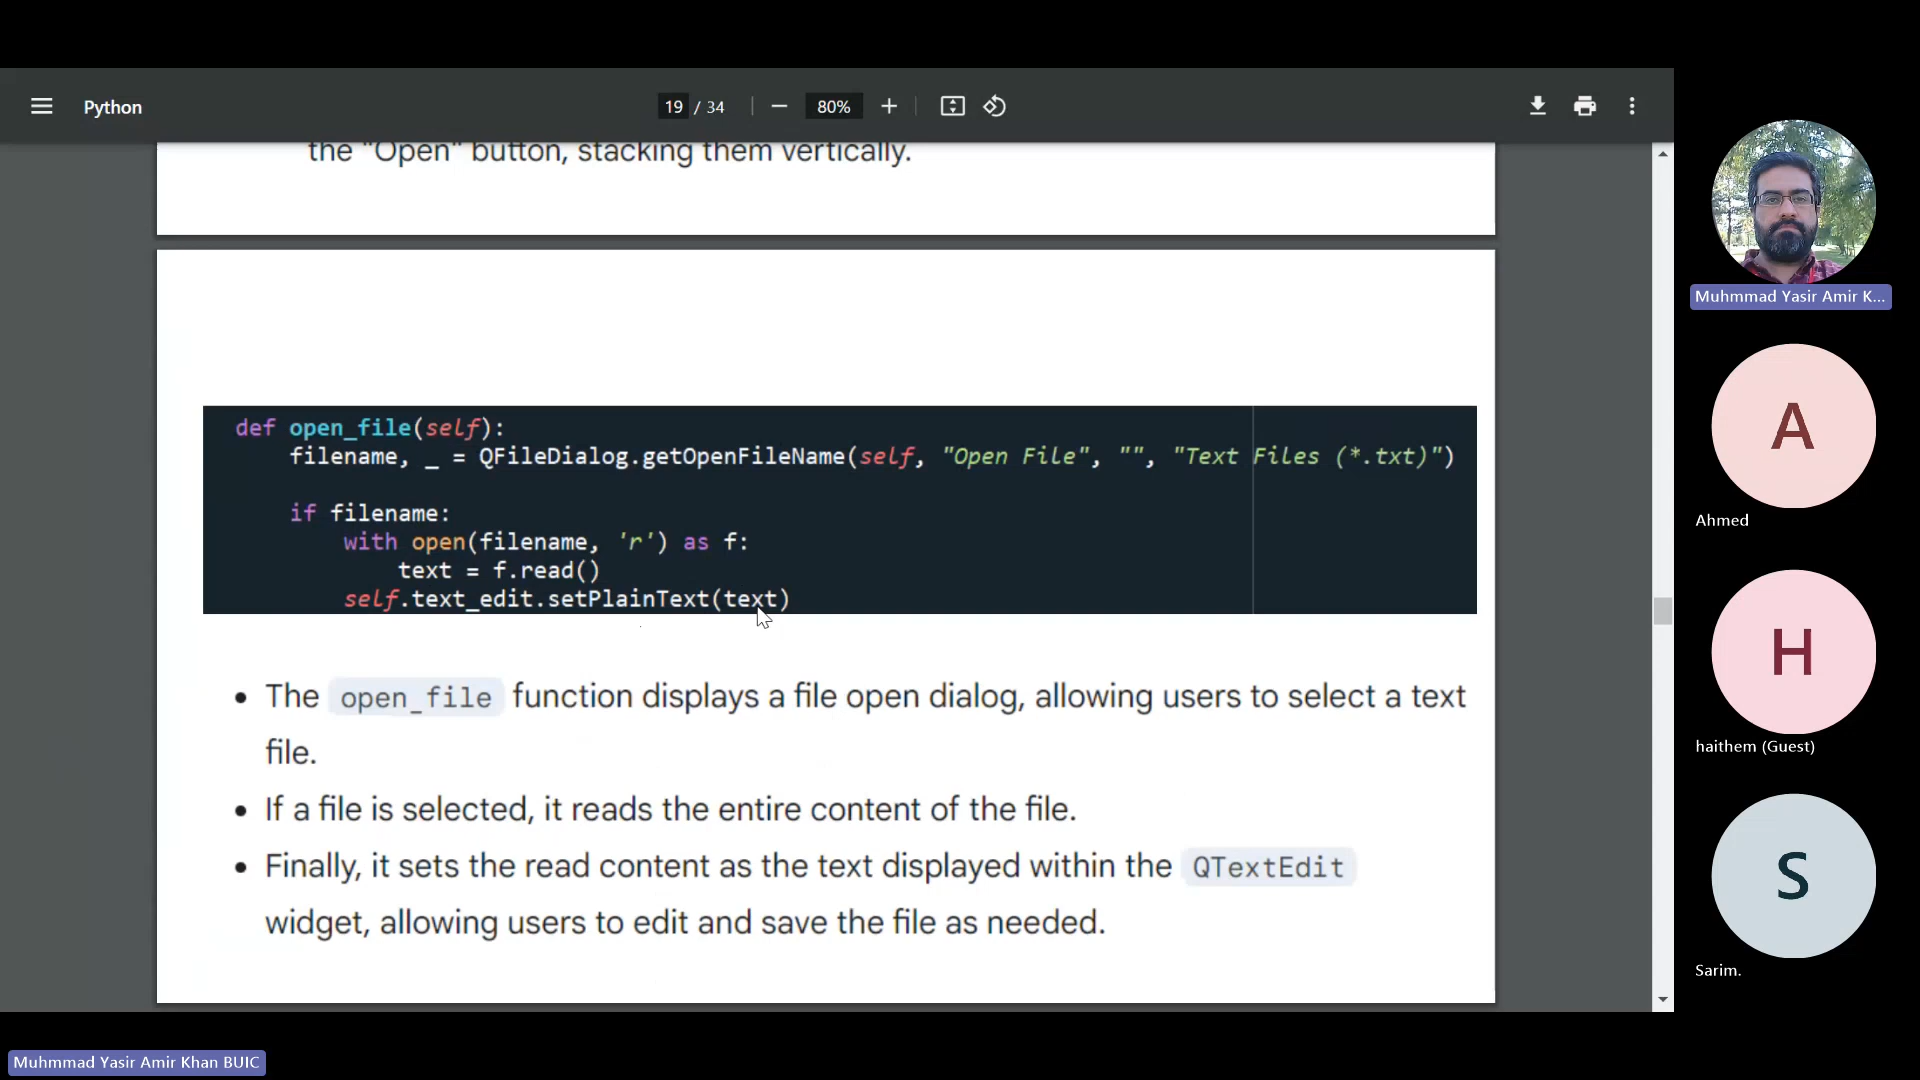 Python
19 / 34
80%
the "Open" button, stacking them vertically.
def open_file(self):
filename, _ = QFileDialog.getOpenFileName(self, "Open File", "", "Text Files (*.txt)")
if filename:
with open(filename, 'r') as f:
text = f.read()
self.text_edit.setPlainText(text)
• The open_file function displays a file open dialog, allowing users to select a text
file.
• If a file is selected, it reads the entire content of the file.
• Finally, it sets the read content as the text displayed within the QTextEdit
widget, allowing users to edit and save the file as needed.
Muhmmad Yasir Amir K...
A
Ahmed
H
haithem (Guest)
S
Sarim.
Muhmmad Yasir Amir Khan BUIC